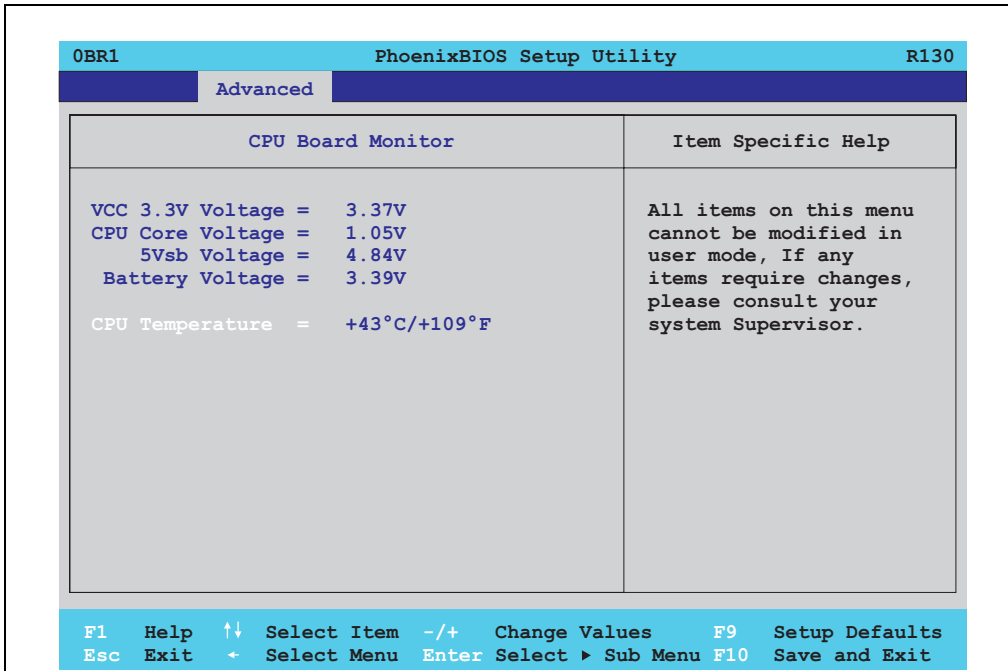 0BR1 PhoenixBIOS Setup Utility R130
Advanced
CPU Board Monitor
Item Specific Help
VCC 3.3V Voltage = 3.37V
CPU Core Voltage = 1.05V
5Vsb Voltage = 4.84V
Battery Voltage = 3.39V
CPU Temperature = +43°C/+109°F
All items on this menu
cannot be modified in
user mode, If any
items require changes,
please consult your
system Supervisor.
F1 Help ↑↓ Select Item -/+ Change Values F9 Setup Defaults
Esc Exit ← Select Menu Enter Select ▶ Sub Menu F10 Save and Exit